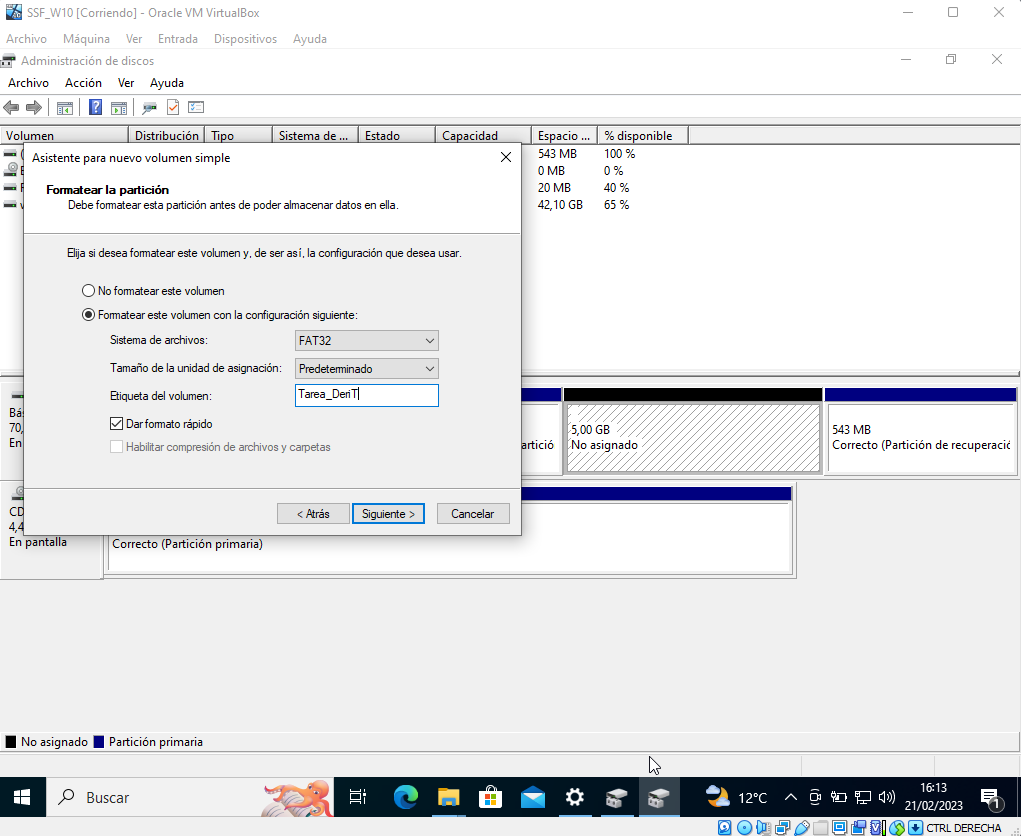 SSF_W10 [Corriendo] - Oracle VM VirtualBox
Archivo Máquina Ver Entrada Dispositivos Ayuda
Administración de discos
Archivo Acción Ver Ayuda
Volumen Distribución Tipo Sistema de ... Estado Capacidad Espacio ... % disponible
543 MB 100 %
0 MB 0 %
20 MB 40 %
42,10 GB 65 %
Asistente para nuevo volumen simple
Formatear la partición
Debe formatear esta partición antes de poder almacenar datos en ella.
Elija si desea formatear este volumen y, de ser así, la configuración que desea usar.
No formatear este volumen
Formatear este volumen con la configuración siguiente:
Sistema de archivos: FAT32
Tamaño de la unidad de asignación: Predeterminado
Etiqueta del volumen: Tarea_DeriT
Dar formato rápido
Habilitar compresión de archivos y carpetas
< Atrás Siguiente > Cancelar
Bás
70,
En
artició
5,00 GB
No asignado
543 MB
Correcto (Partición de recuperació
CD
4,4
En pantalla
Correcto (Partición primaria)
No asignado Partición primaria
Buscar
12°C
16:13
21/02/2023
1
CTRL DERECHA